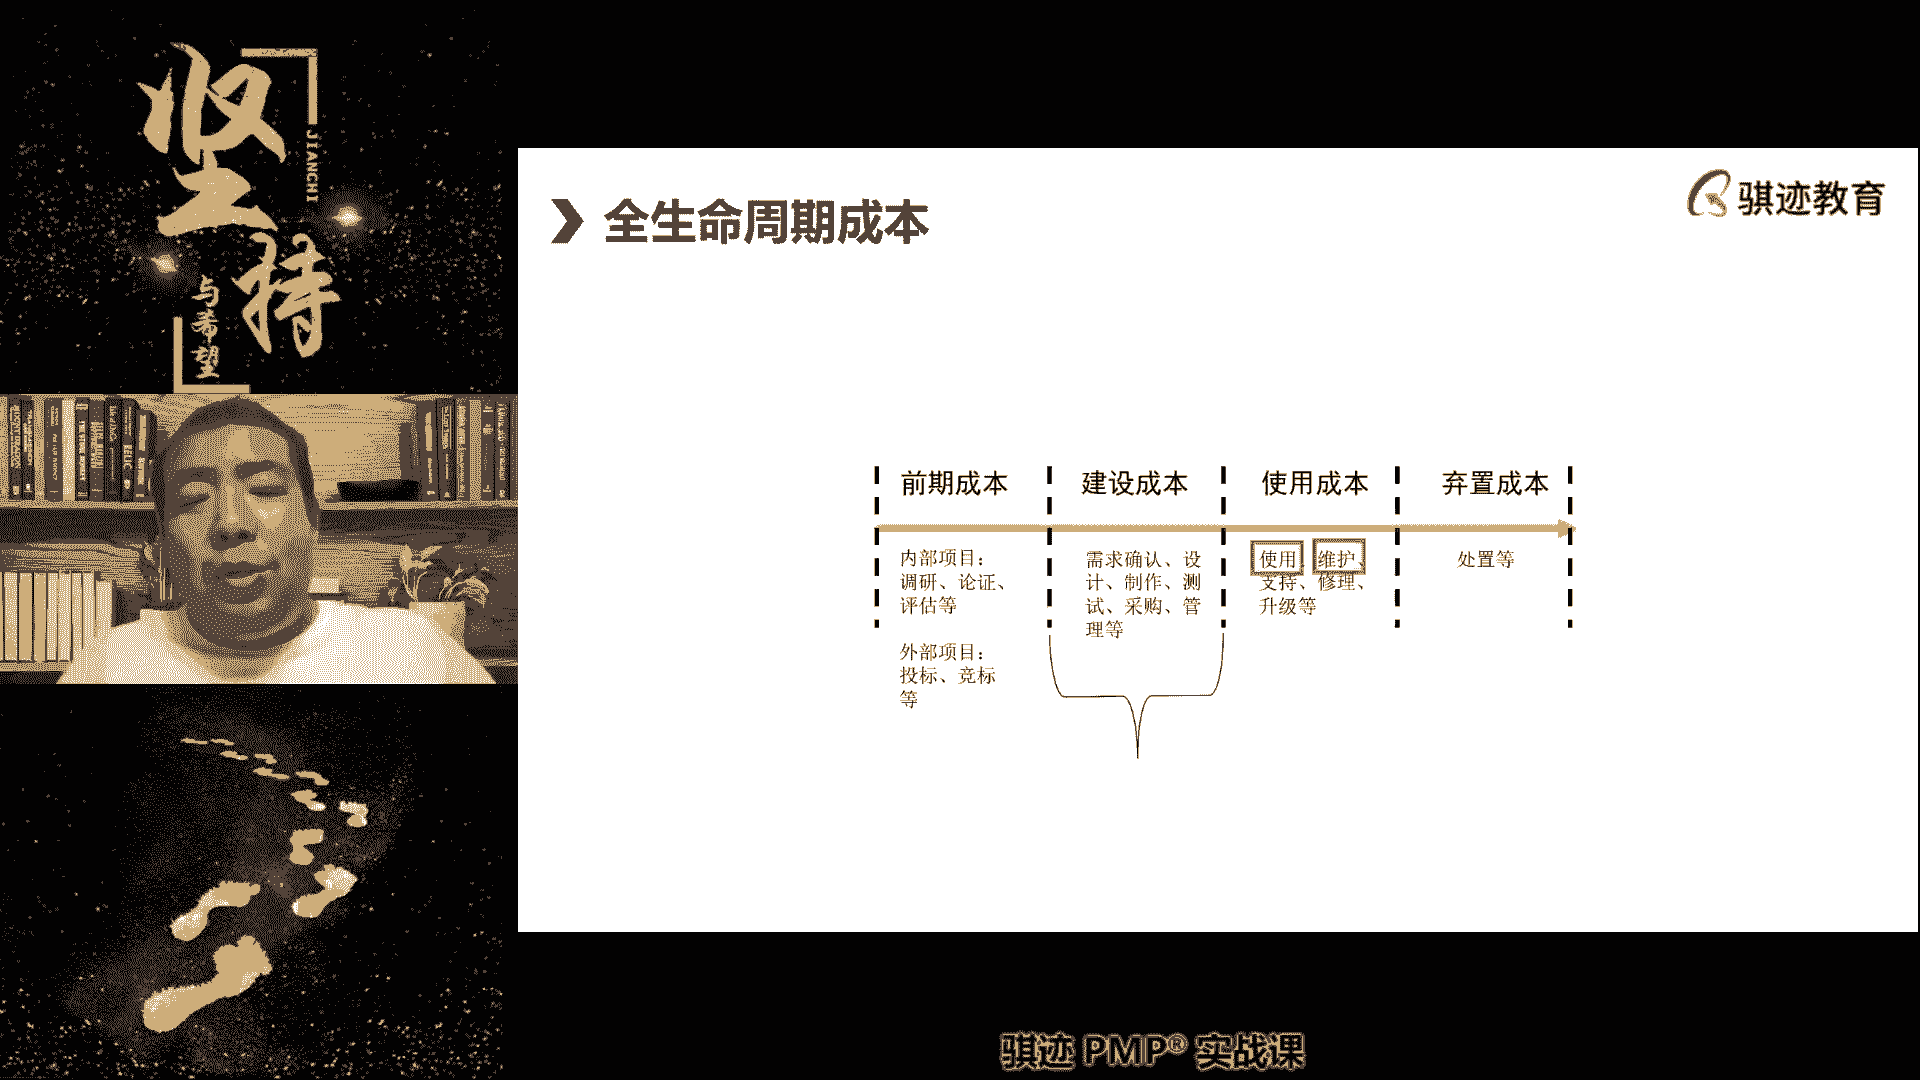 坚
持
JIANCHI
与希望
全生命周期成本
骐迹教育
前期成本
建设成本
使用成本
弃置成本
内部项目：
调研、论证、
评估等
外部项目：
投标、竞标
等
需求确认、设
计、制作、测
试、采购、管
理等
使用、维护、
支持、修理、
升级等
处置等
骐迹 PMP® 实战课